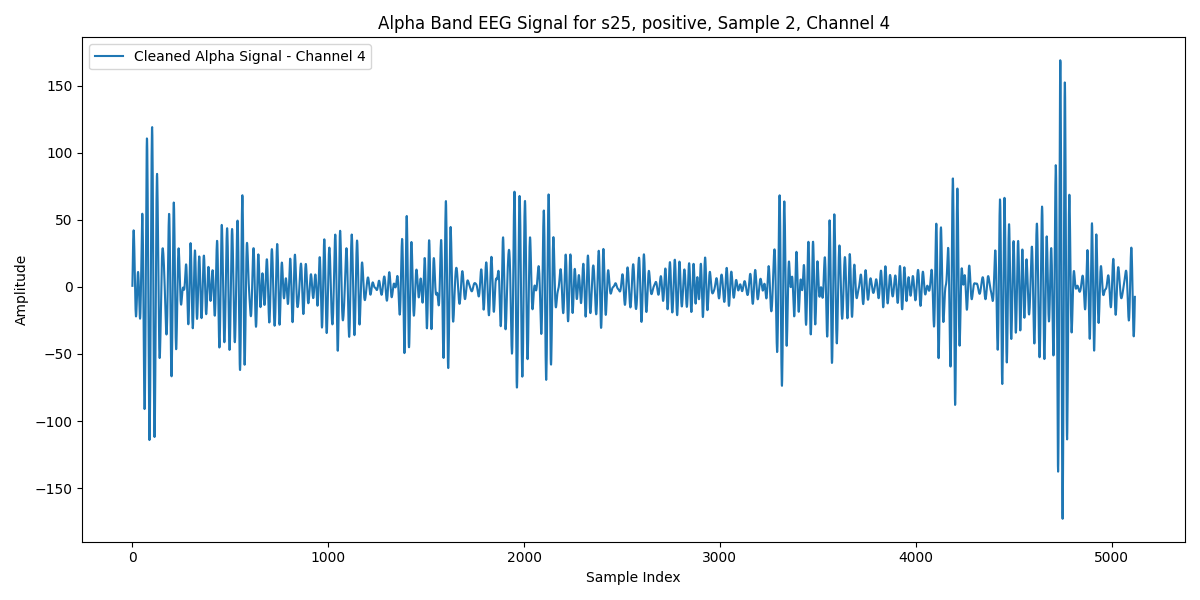 Alpha Band EEG Signal for s25, positive, Sample 2, Channel 4
Cleaned Alpha Signal - Channel 4
150
100
50
0
−50
−100
−150
Amplitude
0 1000 2000 3000 4000 5000
Sample Index